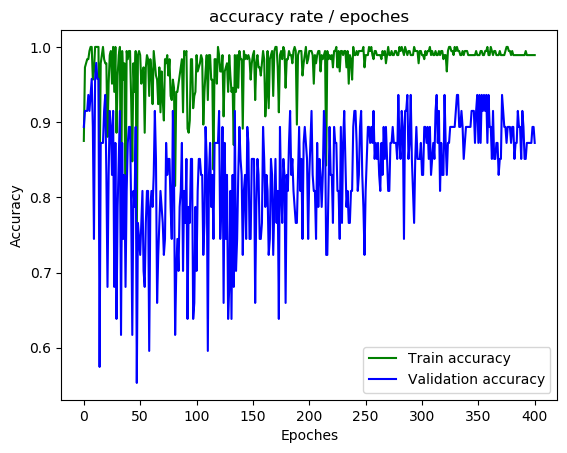 accuracy rate / epoches
1.0
0.9
0.8
0.7
0.6
Accuracy
0 50 100 150 200 250 300 350 400
Epoches
Train accuracy
Validation accuracy